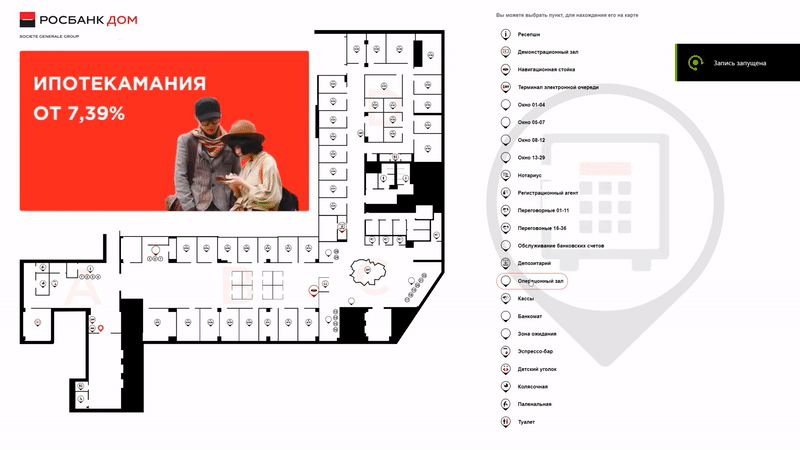 РОСБАНК ДОМ
SOCIETE GENERALE GROUP
ИПОТЕКАМАНИЯ
ОТ 7,39%
Вы можете выбрать пункт, для нахождения его на карте
Ресепшн
Демонстрационный зал
Навигационная стойка
Терминал электронной очереди
Окно 01-04
Окно 05-07
Окно 08-12
Окно 13-29
Нотариус
Регистрационный агент
Переговорные 01-11
Переговоные 16-36
Обслуживание банковских счетов
Депозитарий
Операционный зал
Кассы
Банкомат
Зона ожидания
Эспрессо-бар
Детский уголок
Колясочная
Пеленальная
Туалет
Запись запущена
A
B
C